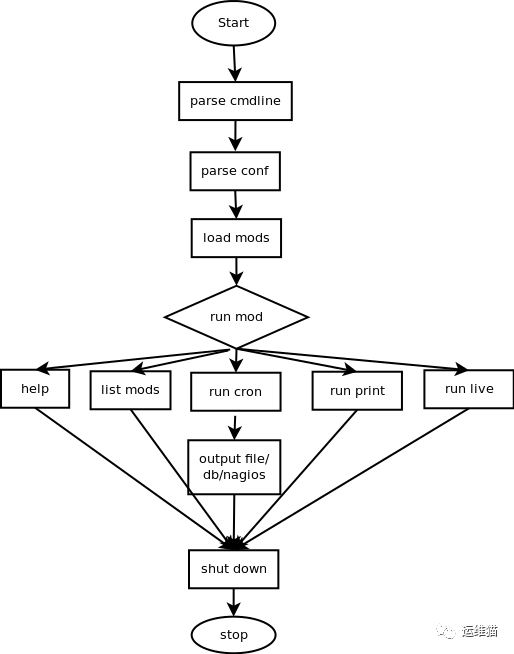 Start
parse cmdline
parse conf
load mods
run mod
help
list mods
run cron
run print
run live
output file/
db/nagios
shut down
stop
运维猫